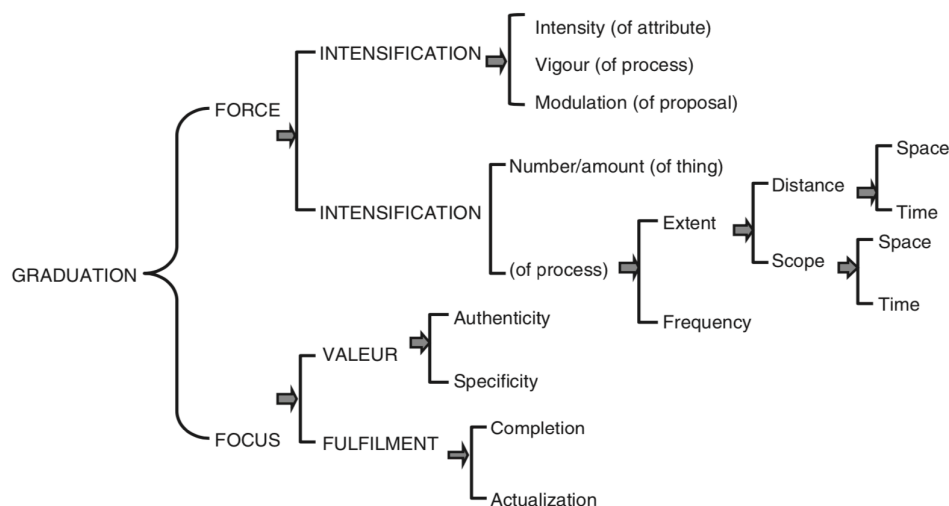 Intensity (of attribute)
INTENSIFICATION
Vigour (of process)
Modulation (of proposal)
FORCE
Space
Number/amount (of thing)
Distance
INTENSIFICATION
Time
Extent
Space
Scope
GRADUATION
(of process)
Time
Authenticity
Frequency
VALEUR
Specificity
Completion
FOCUS
FULFILMENT
Actualization